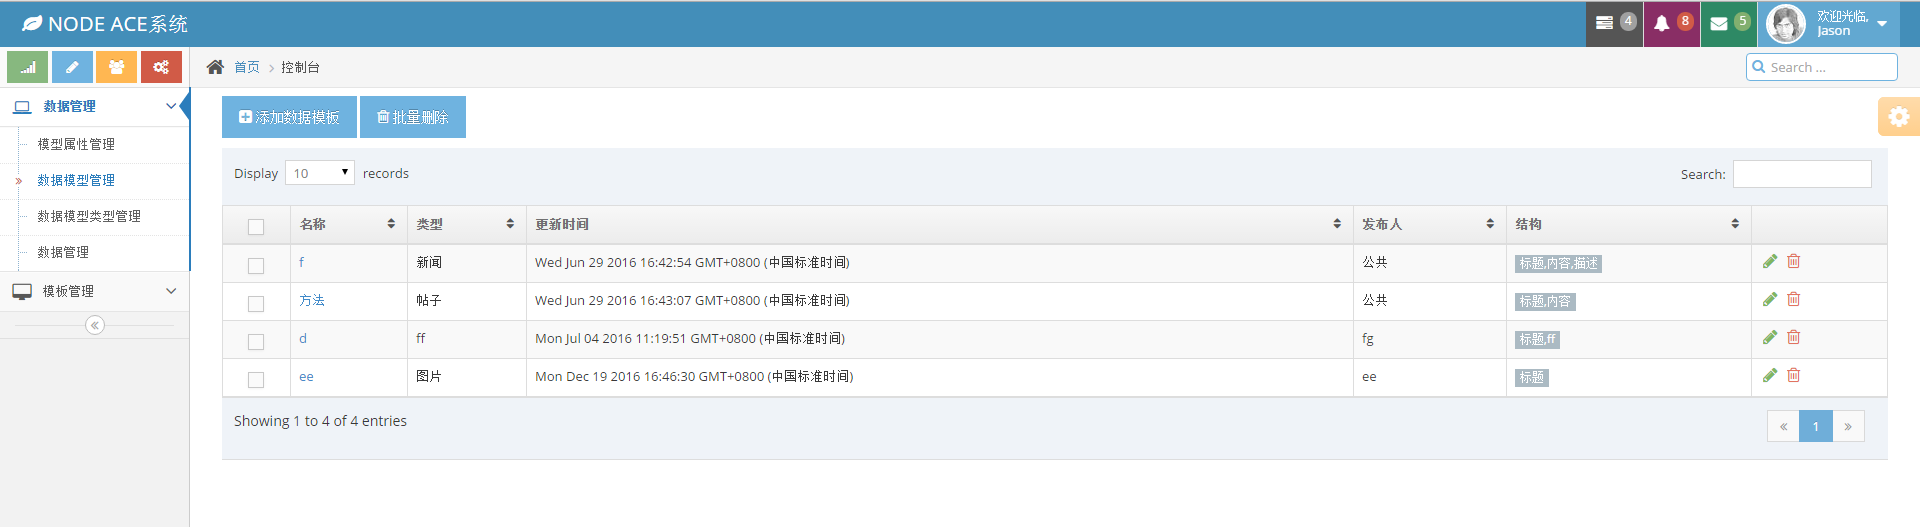 NODE ACE系统
4
8
5
欢迎光临,
Jason
首页
控制台
Search ...
数据管理
模型属性管理
数据模型管理
数据模型类型管理
数据管理
模板管理
添加数据模板
批量删除
Display 10 records
Search:
名称 类型 更新时间 发布人 结构
f 新闻 Wed Jun 29 2016 16:42:54 GMT+0800 (中国标准时间) 公共 标题,内容,描述
方法 帖子 Wed Jun 29 2016 16:43:07 GMT+0800 (中国标准时间) 公共 标题,内容
d ff Mon Jul 04 2016 11:19:51 GMT+0800 (中国标准时间) fg 标题,ff
ee 图片 Mon Dec 19 2016 16:46:30 GMT+0800 (中国标准时间) ee 标题
Showing 1 to 4 of 4 entries
« 1 »